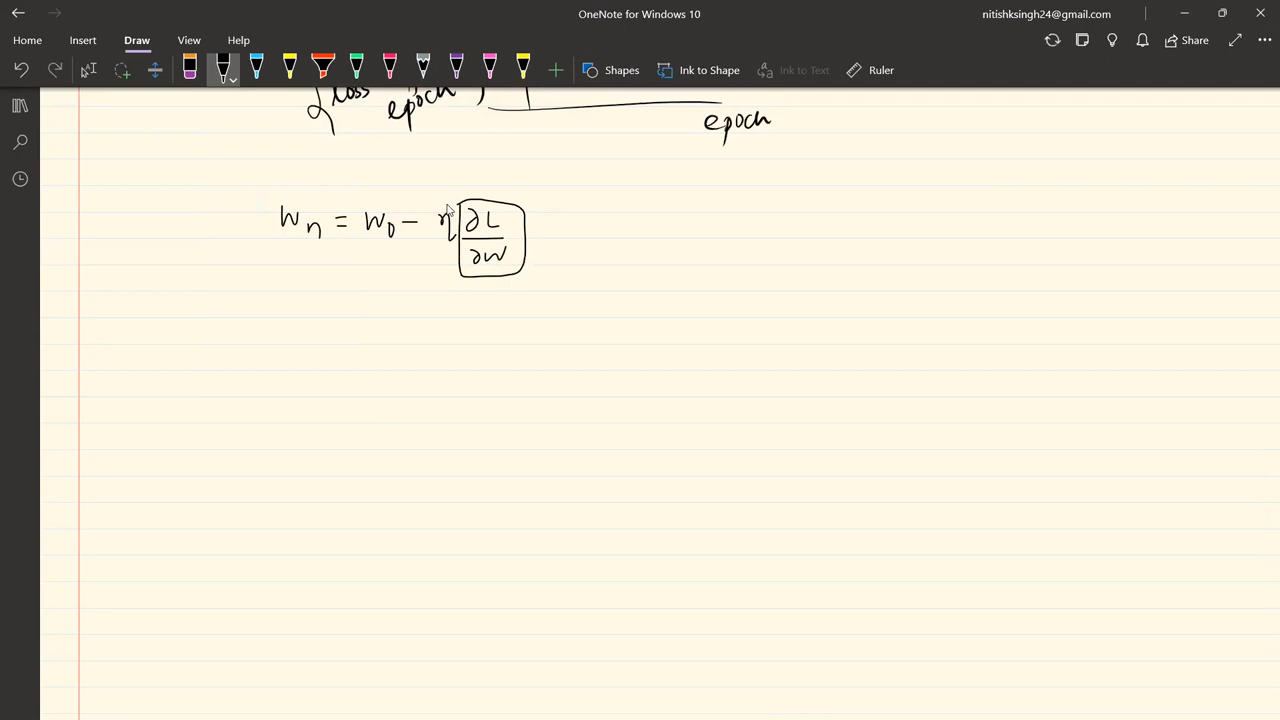 OneNote for Windows 10
nitishksingh24@gmail.com
Home Insert Draw View Help
Share
Shapes Ink to Shape Ink to Text Ruler
loss
epoch
epoch
Wn = W0 - η ∂L/∂W